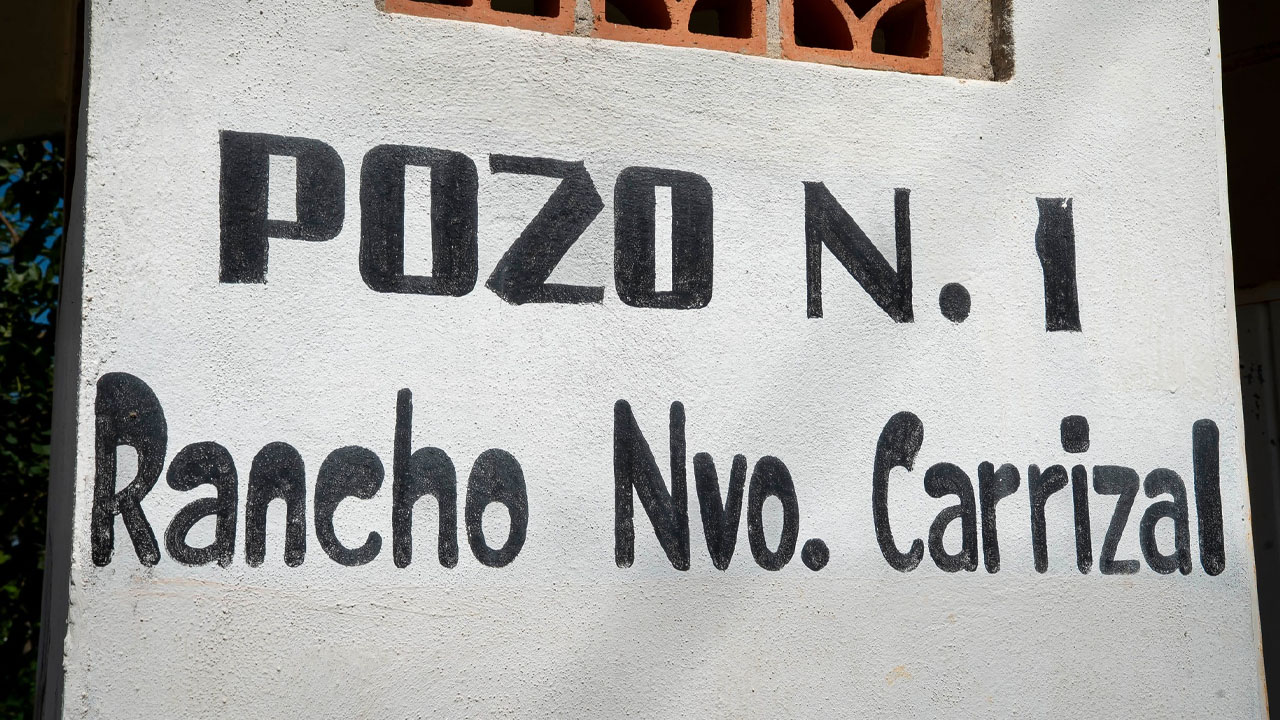 POZO N. 1
Rancho Nvo. Carrizal